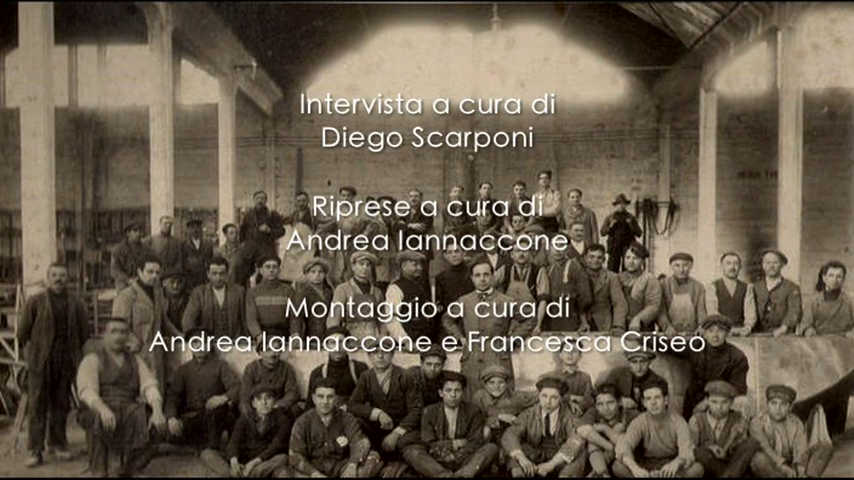 Intervista a cura di
Diego Scarponi
Riprese a cura di
Andrea Iannaccone
Montaggio a cura di
Andrea Iannaccone e Francesca Criseo